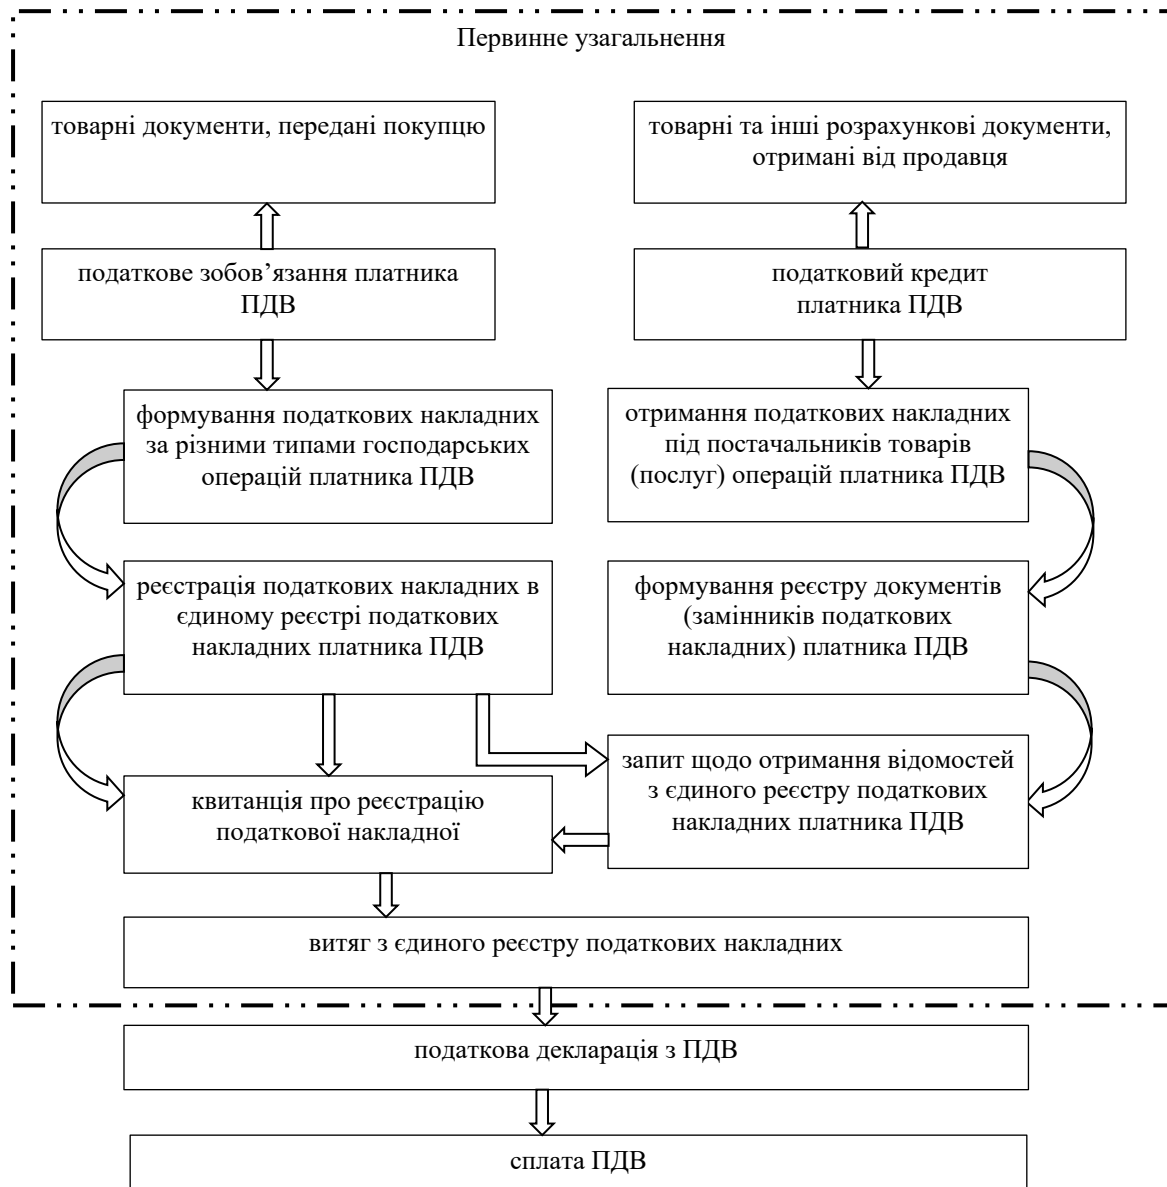 Первинне узагальнення
товарні документи, передані покупцю
товарні та інші розрахункові документи,
отримані від продавця
податкове зобов’язання платника
ПДВ
податковий кредит
платника ПДВ
формування податкових накладних
за різними типами господарських
операцій платника ПДВ
отримання податкових накладних
під постачальників товарів
(послуг) операцій платника ПДВ
реєстрація податкових накладних в
єдиному реєстрі податкових
накладних платника ПДВ
формування реєстру документів
(замінників податкових
накладних) платника ПДВ
квитанція про реєстрацію
податкової накладної
запит щодо отримання відомостей
з єдиного реєстру податкових
накладних платника ПДВ
витяг з єдиного реєстру податкових накладних
податкова декларація з ПДВ
сплата ПДВ